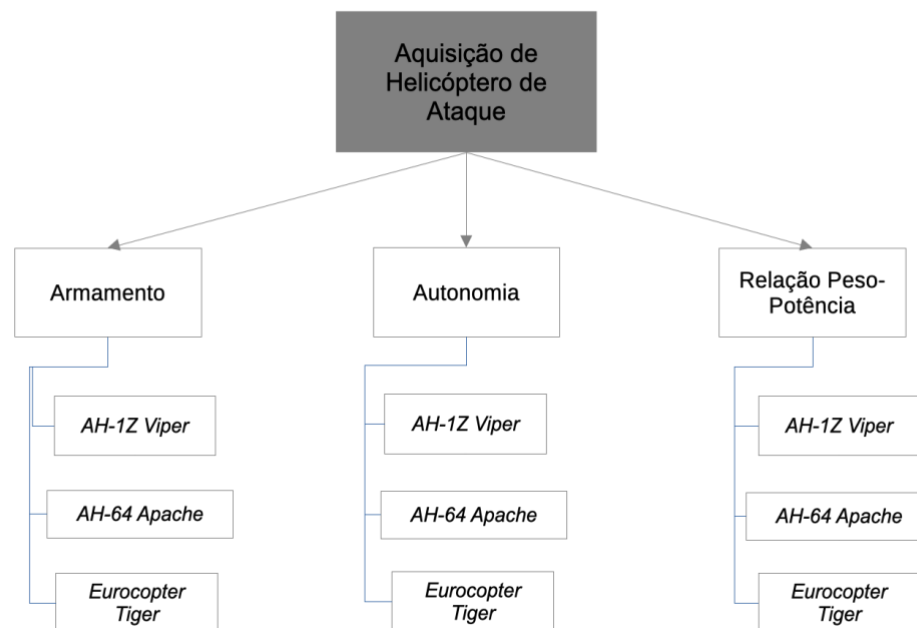 Aquisição de
Helicóptero de
Ataque
Armamento
Autonomia
Relação Peso-
Potência
AH-1Z Viper
AH-1Z Viper
AH-1Z Viper
AH-64 Apache
AH-64 Apache
AH-64 Apache
Eurocopter
Tiger
Eurocopter
Tiger
Eurocopter
Tiger